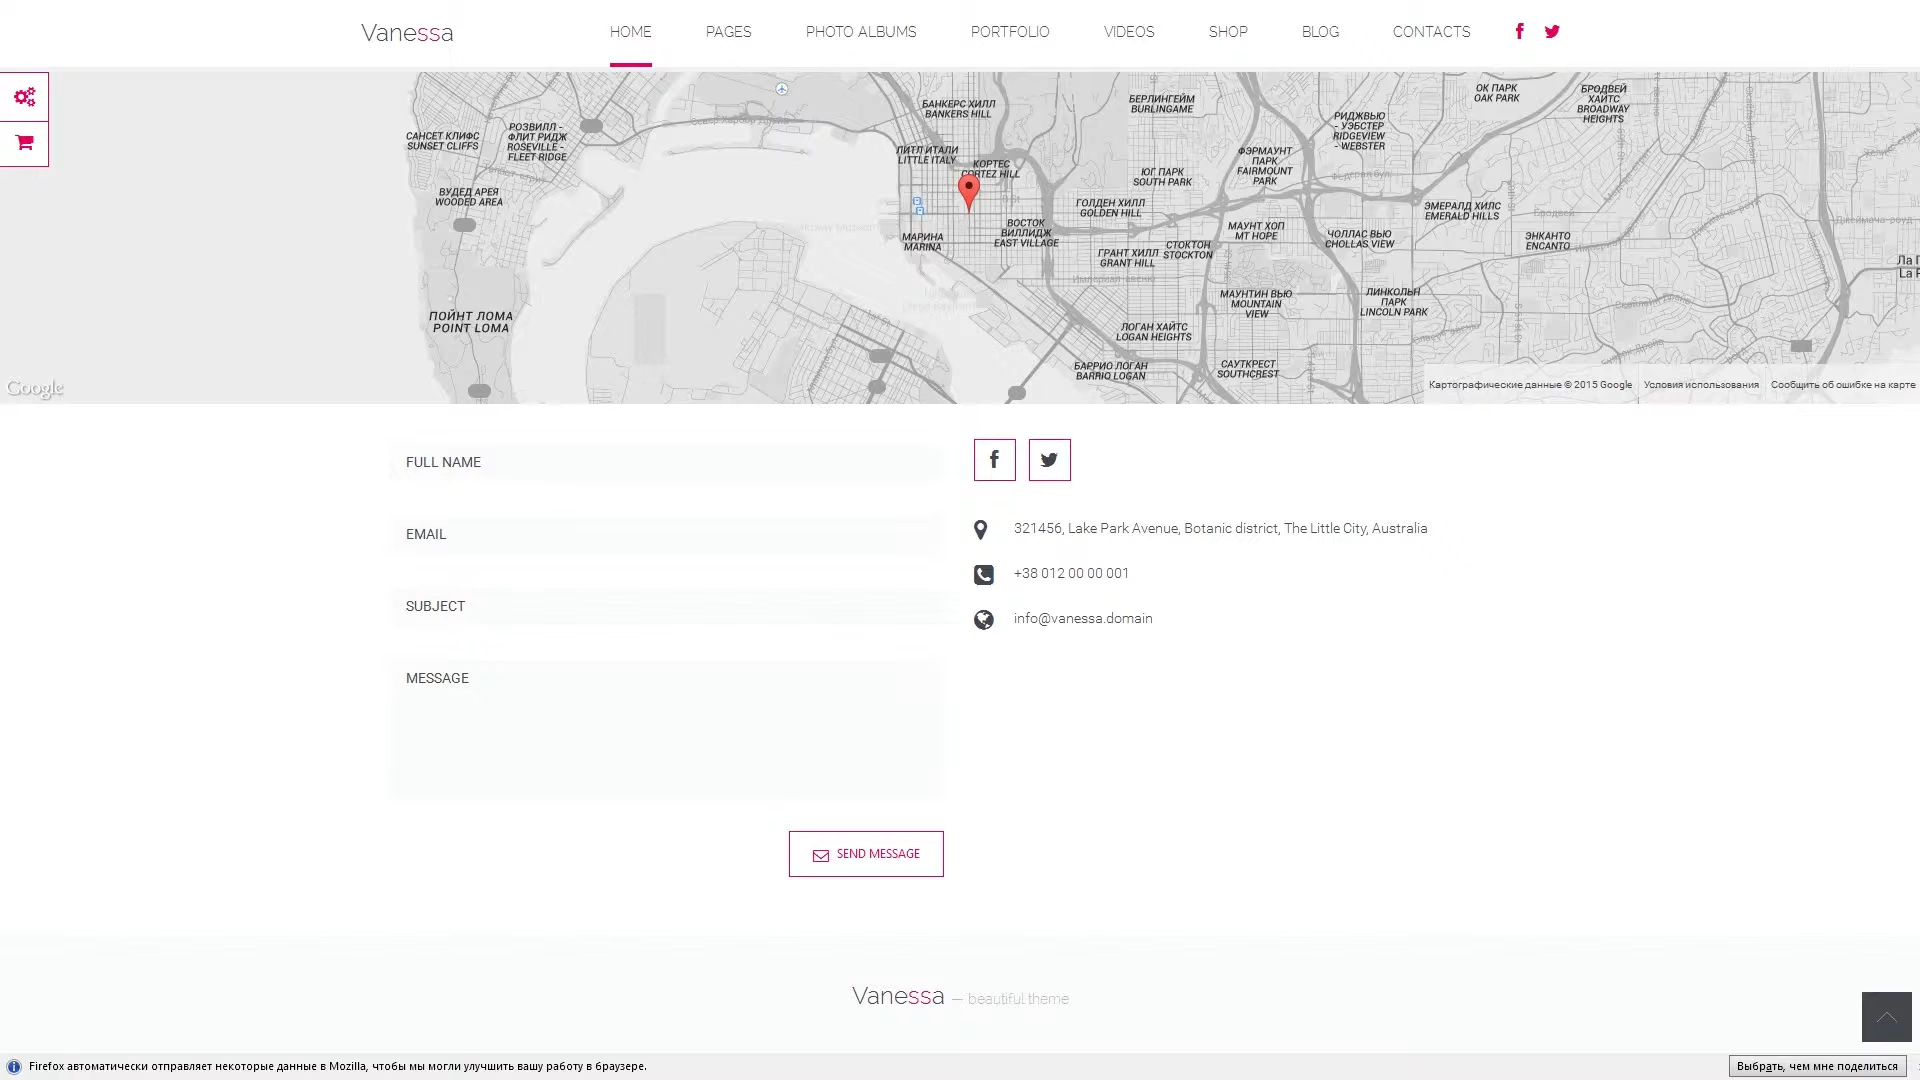 Vanessa
HOME
PAGES
PHOTO ALBUMS
PORTFOLIO
VIDEOS
SHOP
BLOG
CONTACTS
ОК ПАРК
OAK PARK
БРОДВЕЙ
ХАЙТС
BROADWAY
HEIGHTS
БАНКЕРС ХИЛЛ
BANKERS HILL
БЕРЛИНГЕЙМ
BURLINGAME
САНСЕТ КЛИФС
SUNSET CLIFFS
РОЗВИЛЛ -
ФЛИТ РИДЖ
ROSEVILLE -
FLEET RIDGE
РИДЖВЬЮ
- УЭБСТЕР
RIDGEVIEW
- WEBSTER
ЛИТЛ ИТАЛИ
LITTLE ITALY
КОРТЕС
CORTEZ HILL
ФЭРМАУНТ
ПАРК
FAIRMOUNT
PARK
ЮГ ПАРК
SOUTH PARK
ВУДЕД АРЕЯ
WOODED AREA
ГОЛДЕН ХИЛЛ
GOLDEN HILL
ЭМЕРАЛД ХИЛС
EMERALD HILLS
МАРИНА
MARINA
ВОСТОК
ВИЛЛИДЖ
EAST VILLAGE
МАУНТ ХОП
MT HOPE
ЧОЛЛАС ВЬЮ
CHOLLAS VIEW
ЭНКАНТО
ENCANTO
ГРАНТ ХИЛЛ
GRANT HILL
СТОКТОН
STOCKTON
МАУНТИН ВЬЮ
MOUNTAIN
VIEW
ЛИНКОЛЬН
ПАРК
LINCOLN PARK
ПОЙНТ ЛОМА
POINT LOMA
ЛОГАН ХАЙТС
LOGAN HEIGHTS
БАРРИО ЛОГАН
BARRIO LOGAN
САУТКРЕСТ
SOUTHCREST
Google
Картографические данные © 2015 Google
Условия использования
Сообщить об ошибке на карте
FULL NAME
EMAIL
SUBJECT
MESSAGE
SEND MESSAGE
321456, Lake Park Avenue, Botanic district, The Little City, Australia
+38 012 00 00 001
info@vanessa.domain
Vanessa — beautiful theme
Firefox автоматически отправляет некоторые данные в Mozilla, чтобы мы могли улучшить вашу работу в браузере.
Выбрать, чем мне поделиться